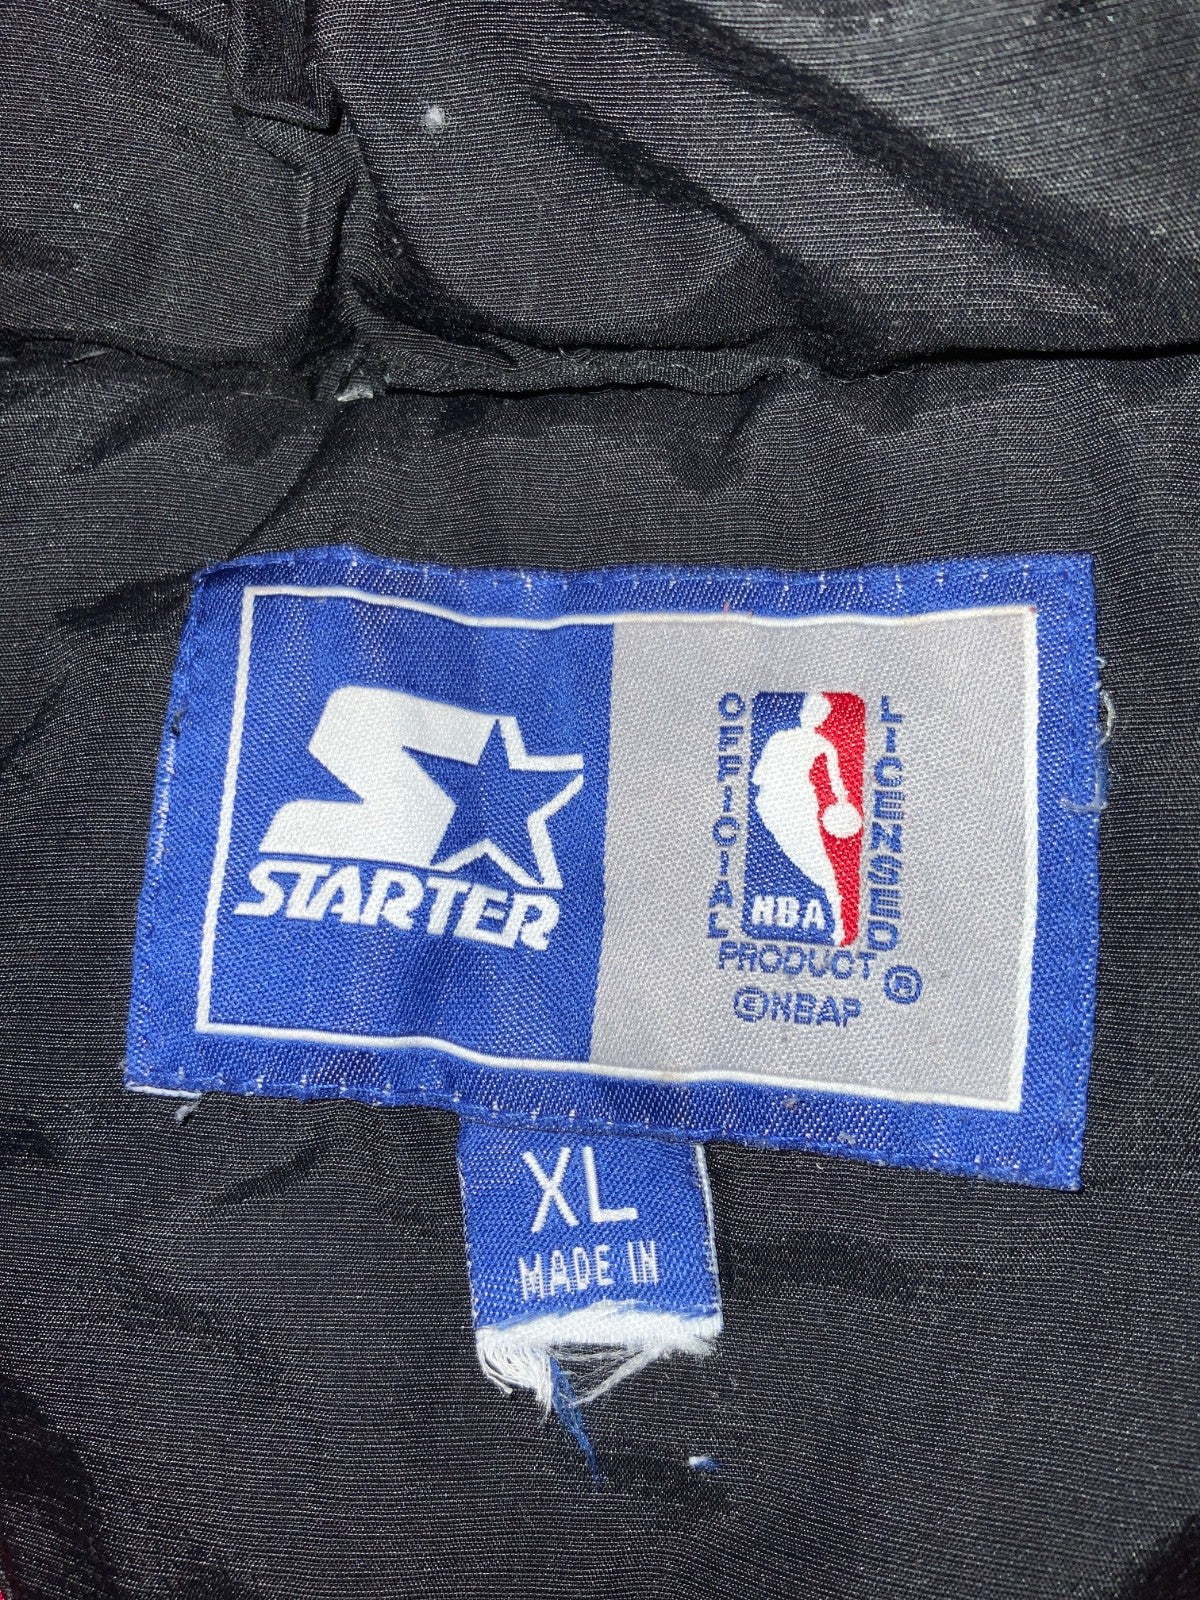 STARTER
OFFICIAL
LICENSED
NBA
PRODUCT ®
©NBAP
XL
MADE IN